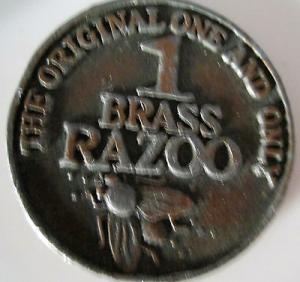 THE ORIGINAL ONE AND ONLY
1
BRASS
RAZOO